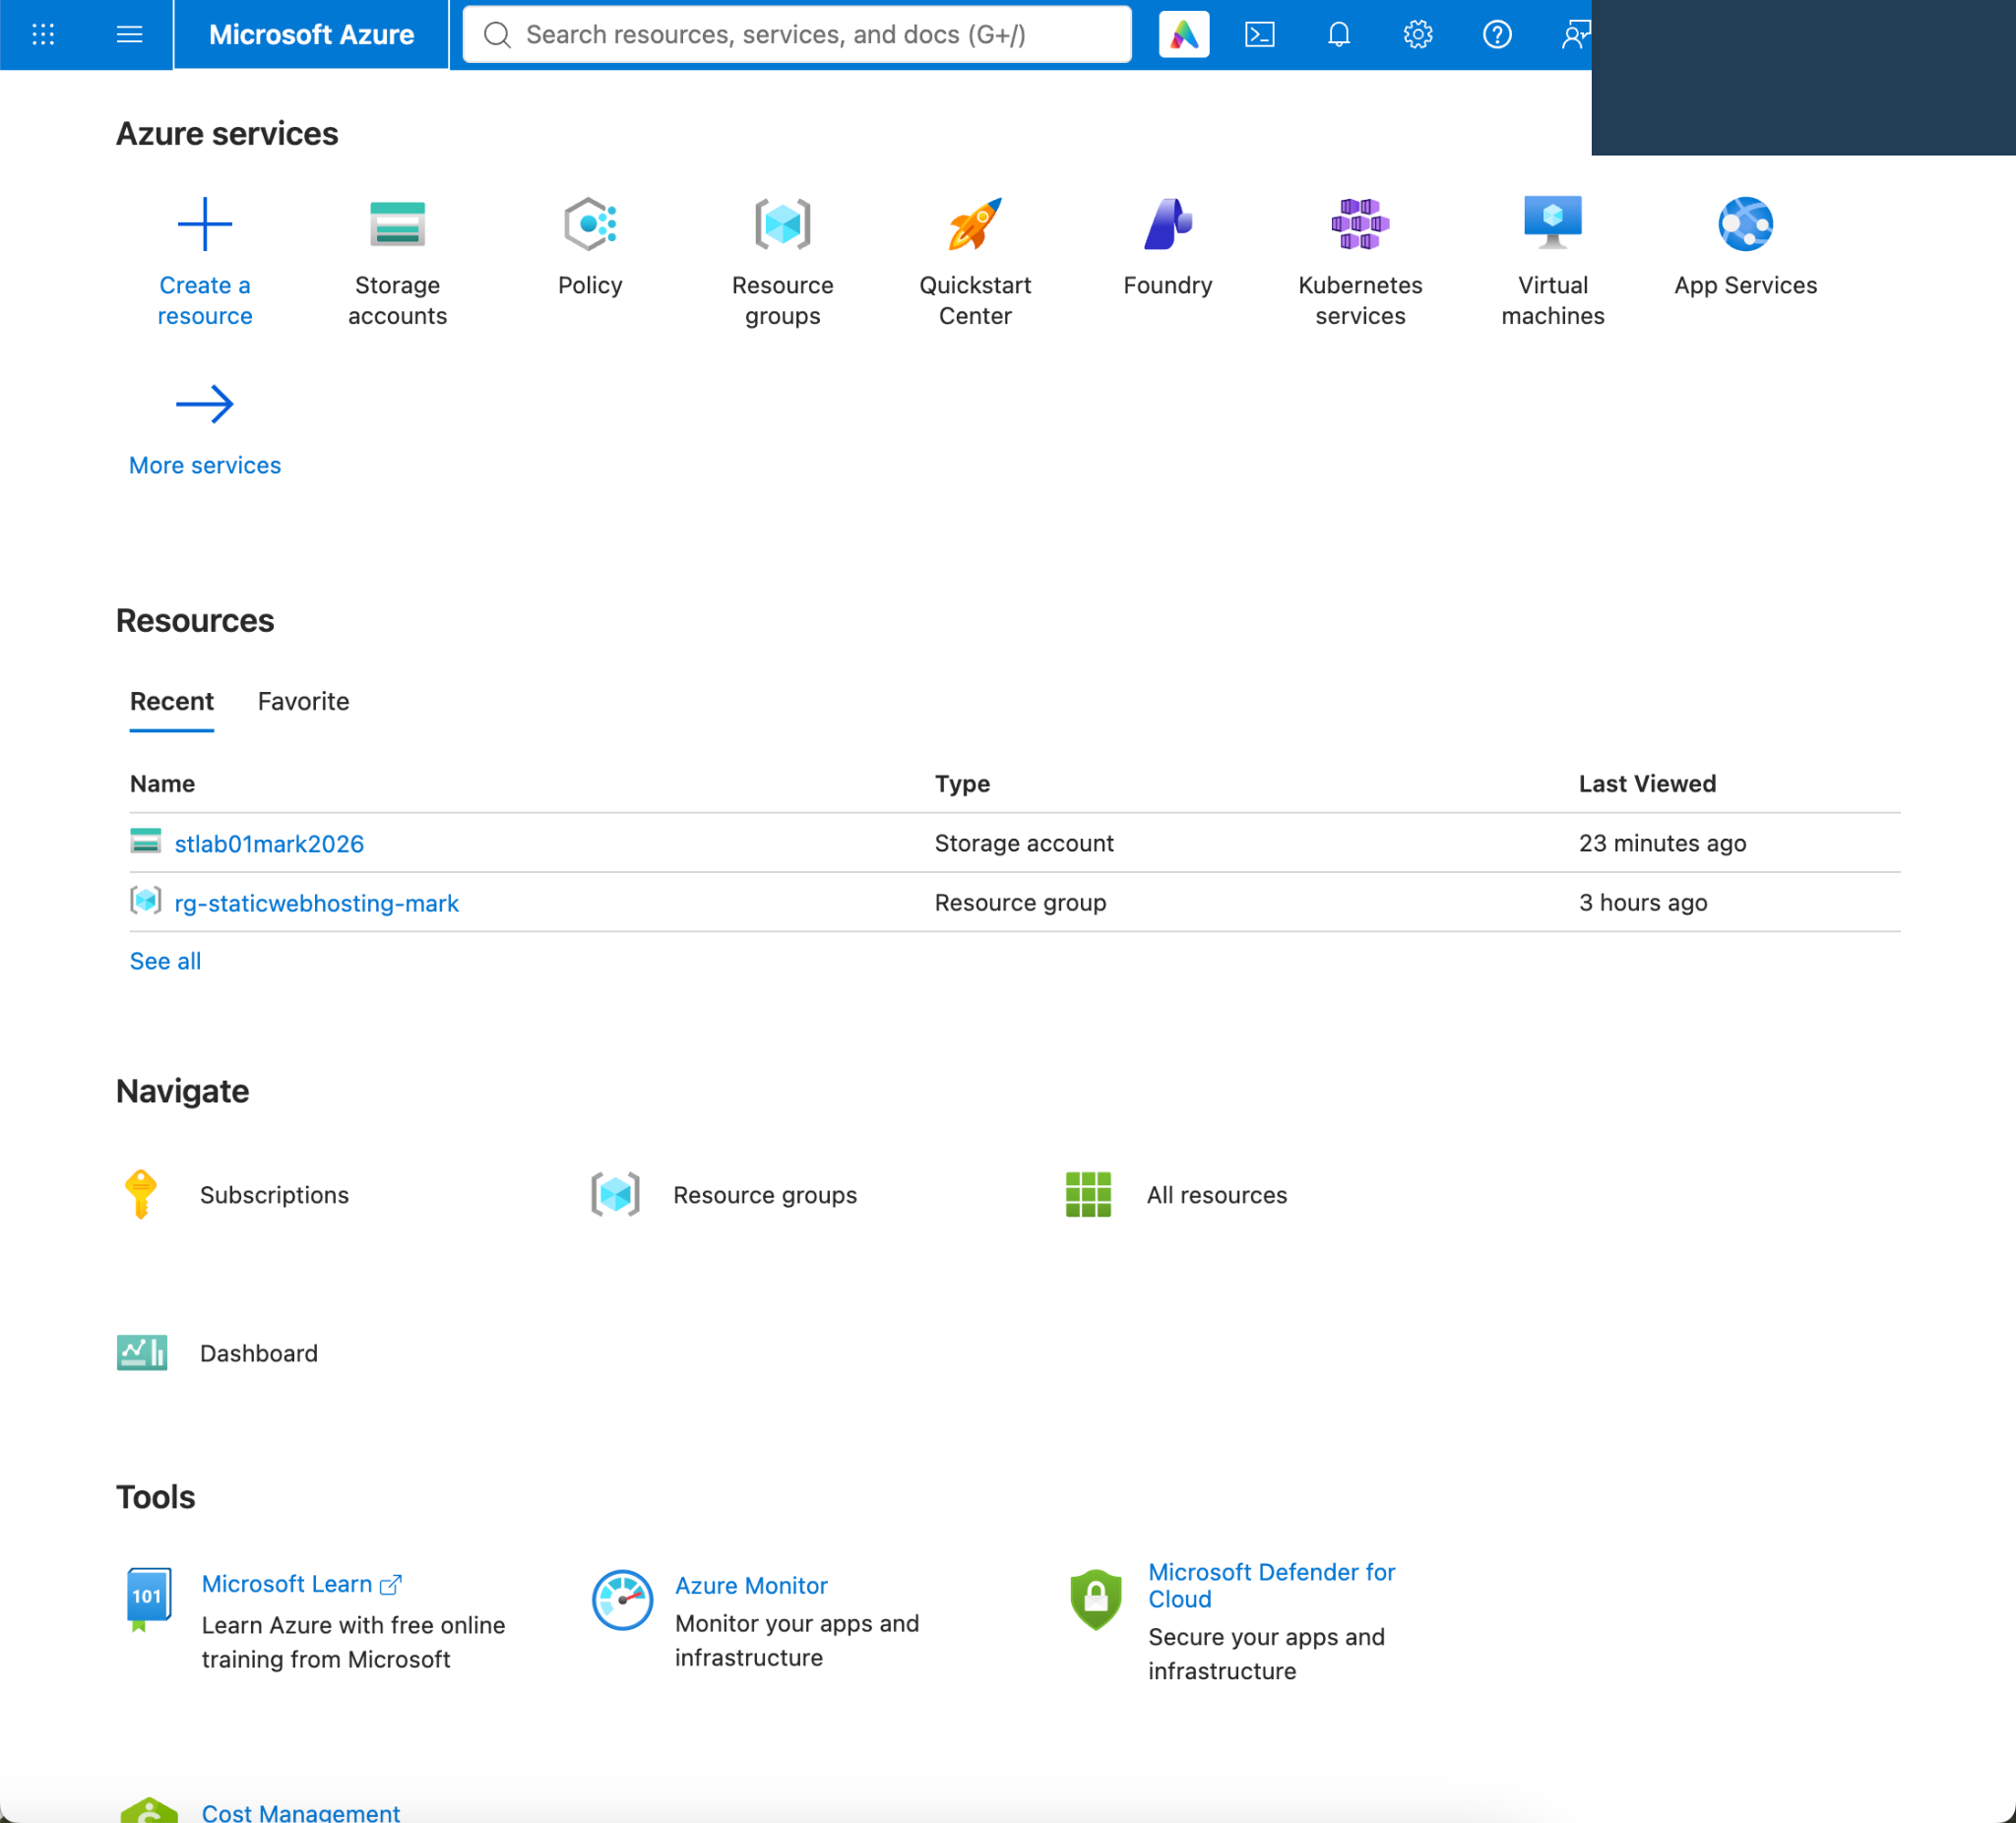 Microsoft Azure
Search resources, services, and docs (G+/)
Azure services
Create a
resource
Storage
accounts
Policy
Resource
groups
Quickstart
Center
Foundry
Kubernetes
services
Virtual
machines
App Services
More services
Resources
Recent Favorite
Name Type Last Viewed
stlab01mark2026 Storage account 23 minutes ago
rg-staticwebhosting-mark Resource group 3 hours ago
See all
Navigate
Subscriptions Resource groups All resources
Dashboard
Tools
101
Microsoft Learn
Learn Azure with free online
training from Microsoft
Azure Monitor
Monitor your apps and
infrastructure
Microsoft Defender for
Cloud
Secure your apps and
infrastructure
Cost Management